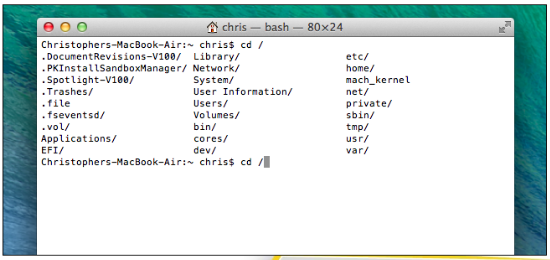 chris — bash — 80×24
Christophers-MacBook-Air:~ chris$ cd /
.DocumentRevisions-V100/ Library/ etc/
.PKInstallSandboxManager/ Network/ home/
.Spotlight-V100/ System/ mach_kernel
.Trashes/ User Information/ net/
.file Users/ private/
.fseventsd/ Volumes/ sbin/
.vol/ bin/ tmp/
Applications/ cores/ usr/
EFI/ dev/ var/
Christophers-MacBook-Air:~ chris$ cd /